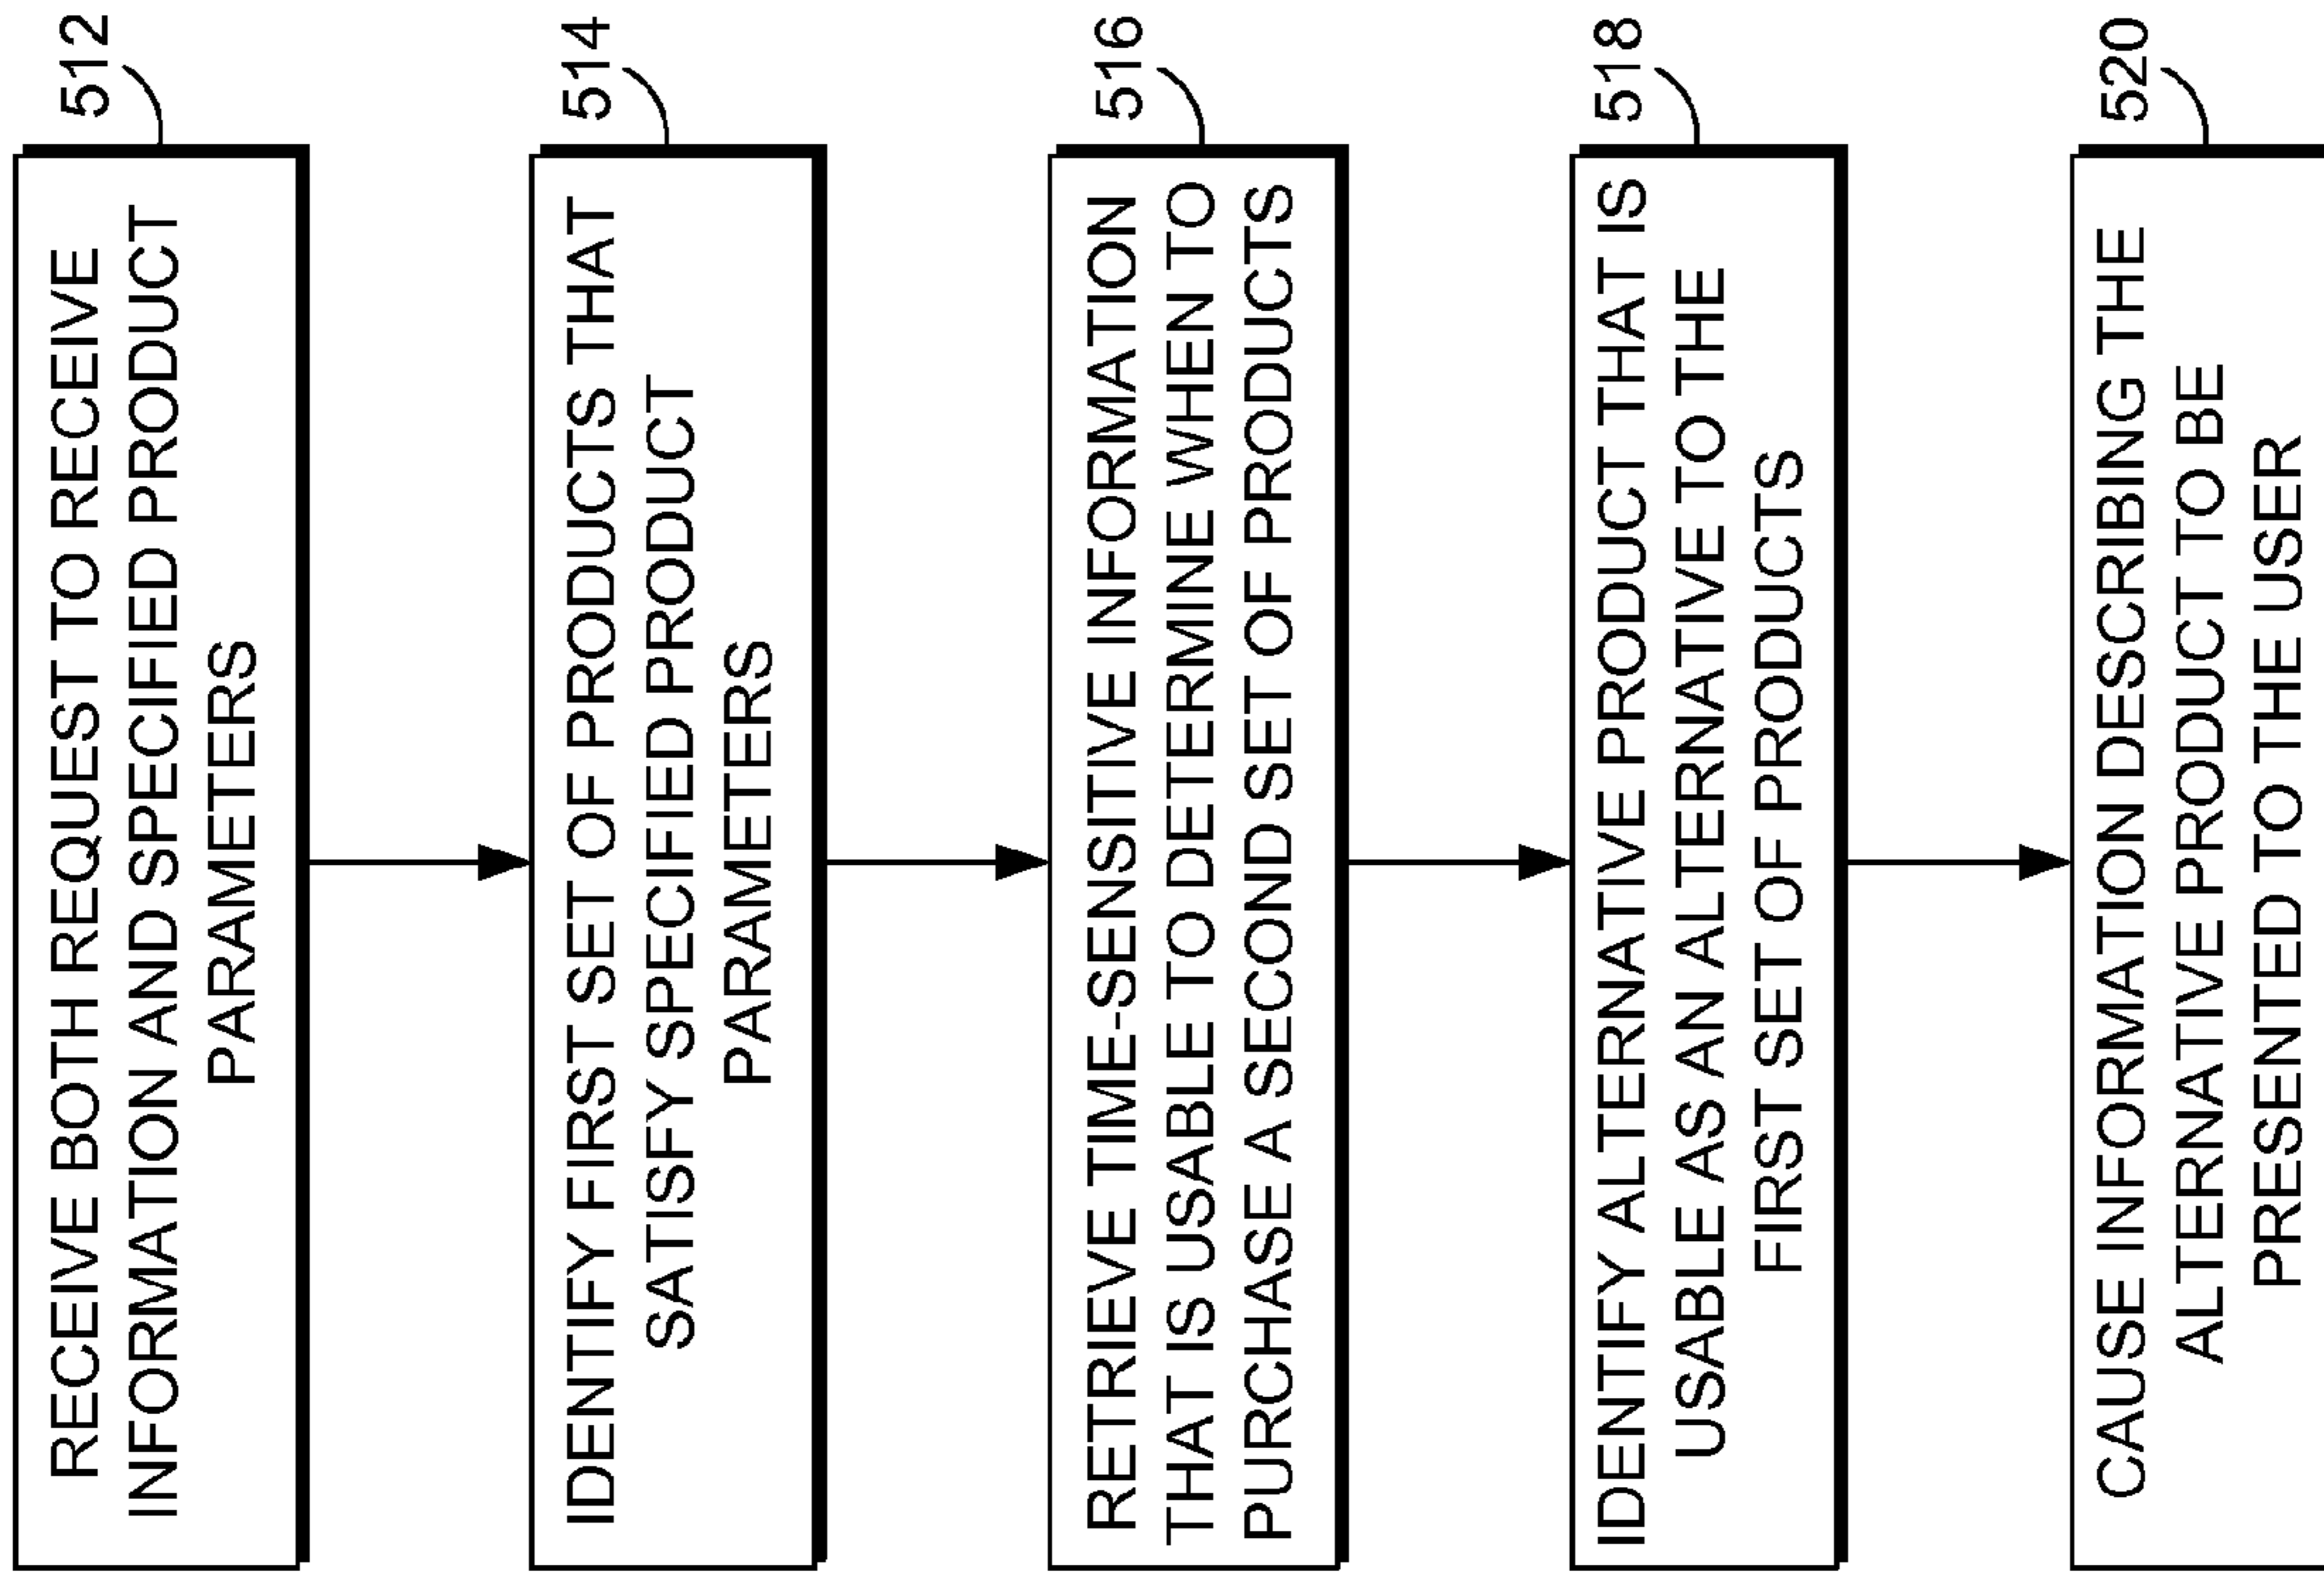 512
RECEIVE BOTH REQUEST TO RECEIVE
INFORMATION AND SPECIFIED PRODUCT
PARAMETERS
514
IDENTIFY FIRST SET OF PRODUCTS THAT
SATISFY SPECIFIED PRODUCT
PARAMETERS
516
RETRIEVE TIME-SENSITIVE INFORMATION
THAT IS USABLE TO DETERMINE WHEN TO
PURCHASE A SECOND SET OF PRODUCTS
518
IDENTIFY ALTERNATIVE PRODUCT THAT IS
USABLE AS AN ALTERNATIVE TO THE
FIRST SET OF PRODUCTS
520
CAUSE INFORMATION DESCRIBING THE
ALTERNATIVE PRODUCT TO BE
PRESENTED TO THE USER